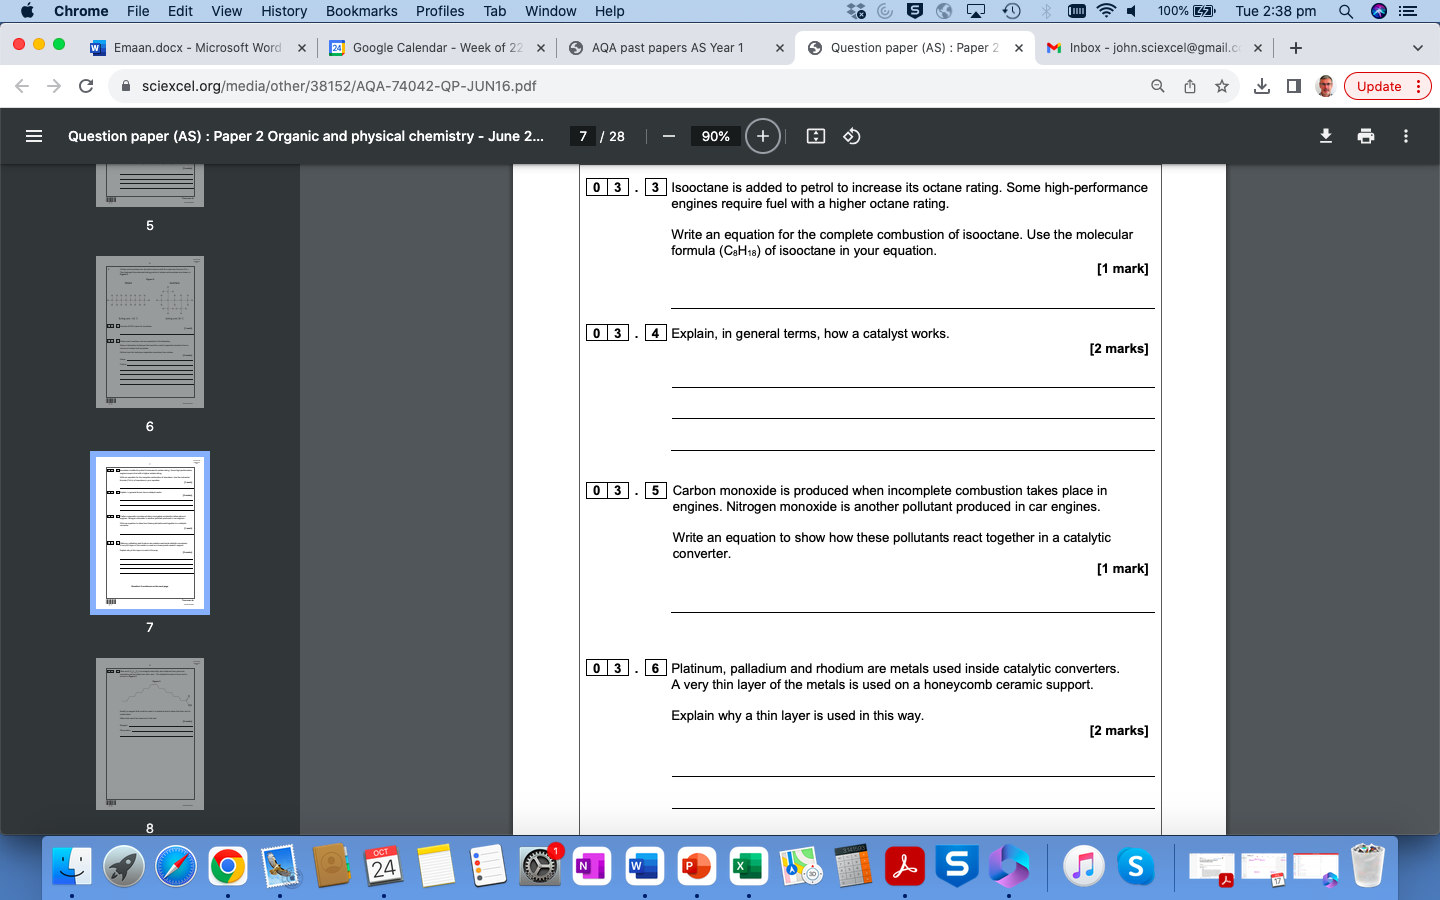 Chrome File Edit View History Bookmarks Profiles Tab Window Help 100% Tue 2:38 pm
Emaan.docx - Microsoft Word
24 Google Calendar - Week of 22
AQA past papers AS Year 1
Question paper (AS) : Paper 2
Inbox - john.sciexcel@gmail.c
sciexcel.org/media/other/38152/AQA-74042-QP-JUN16.pdf
Update
Question paper (AS) : Paper 2 Organic and physical chemistry - June 2... 7 / 28 90%
5
6
7
8
0 3 . 3 Isooctane is added to petrol to increase its octane rating. Some high-performance
engines require fuel with a higher octane rating.
Write an equation for the complete combustion of isooctane. Use the molecular
formula (C₈H₁₈) of isooctane in your equation.
[1 mark]
0 3 . 4 Explain, in general terms, how a catalyst works.
[2 marks]
0 3 . 5 Carbon monoxide is produced when incomplete combustion takes place in
engines. Nitrogen monoxide is another pollutant produced in car engines.
Write an equation to show how these pollutants react together in a catalytic
converter.
[1 mark]
0 3 . 6 Platinum, palladium and rhodium are metals used inside catalytic converters.
A very thin layer of the metals is used on a honeycomb ceramic support.
Explain why a thin layer is used in this way.
[2 marks]
OCT
24
1
N
W
P
X
S
S
17